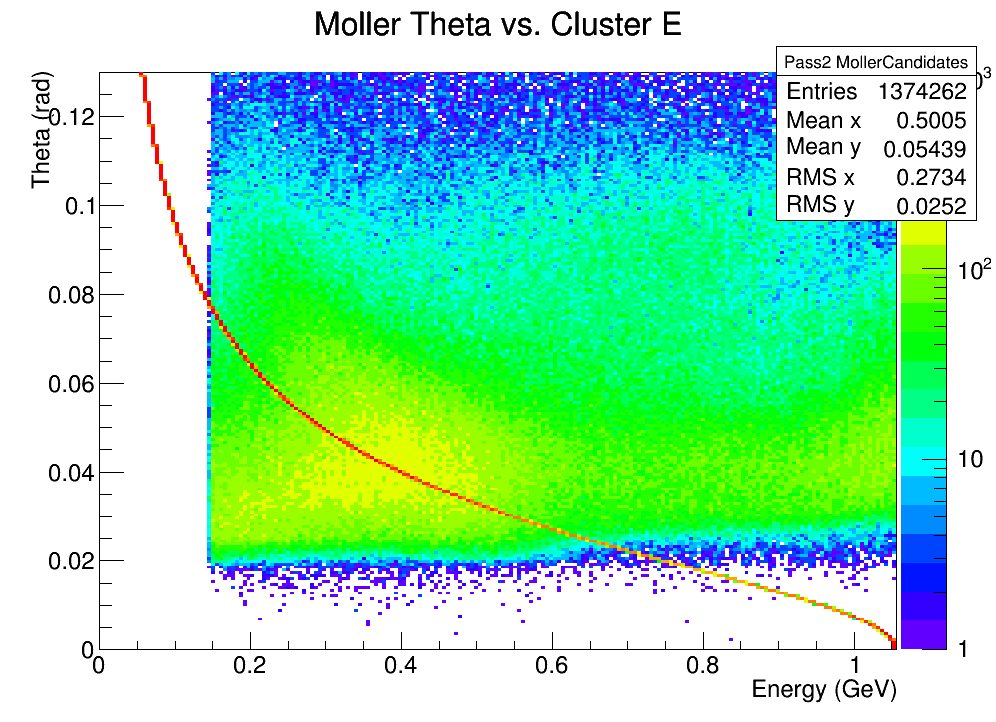 Moller Theta vs. Cluster E
Pass2 MollerCandidates
Entries 1374262
Mean x 0.5005
Mean y 0.05439
RMS x 0.2734
RMS y 0.0252
Theta (rad)
0.12
0.1
0.08
0.06
0.04
0.02
0
0 0.2 0.4 0.6 0.8 1
Energy (GeV)
10²
10
1